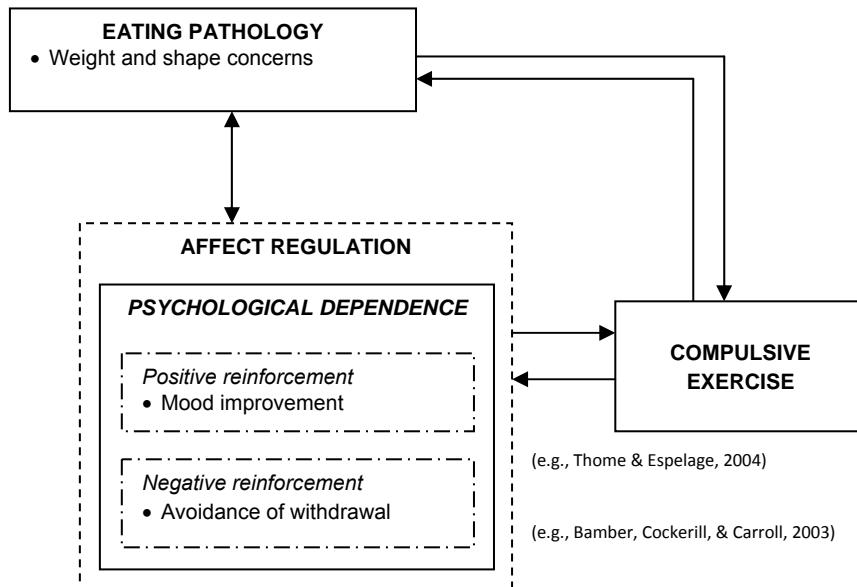 EATING PATHOLOGY
• Weight and shape concerns
AFFECT REGULATION
PSYCHOLOGICAL DEPENDENCE
Positive reinforcement
• Mood improvement
Negative reinforcement
• Avoidance of withdrawal
COMPULSIVE
EXERCISE
(e.g., Thome & Espelage, 2004)
(e.g., Bamber, Cockerill, & Carroll, 2003)